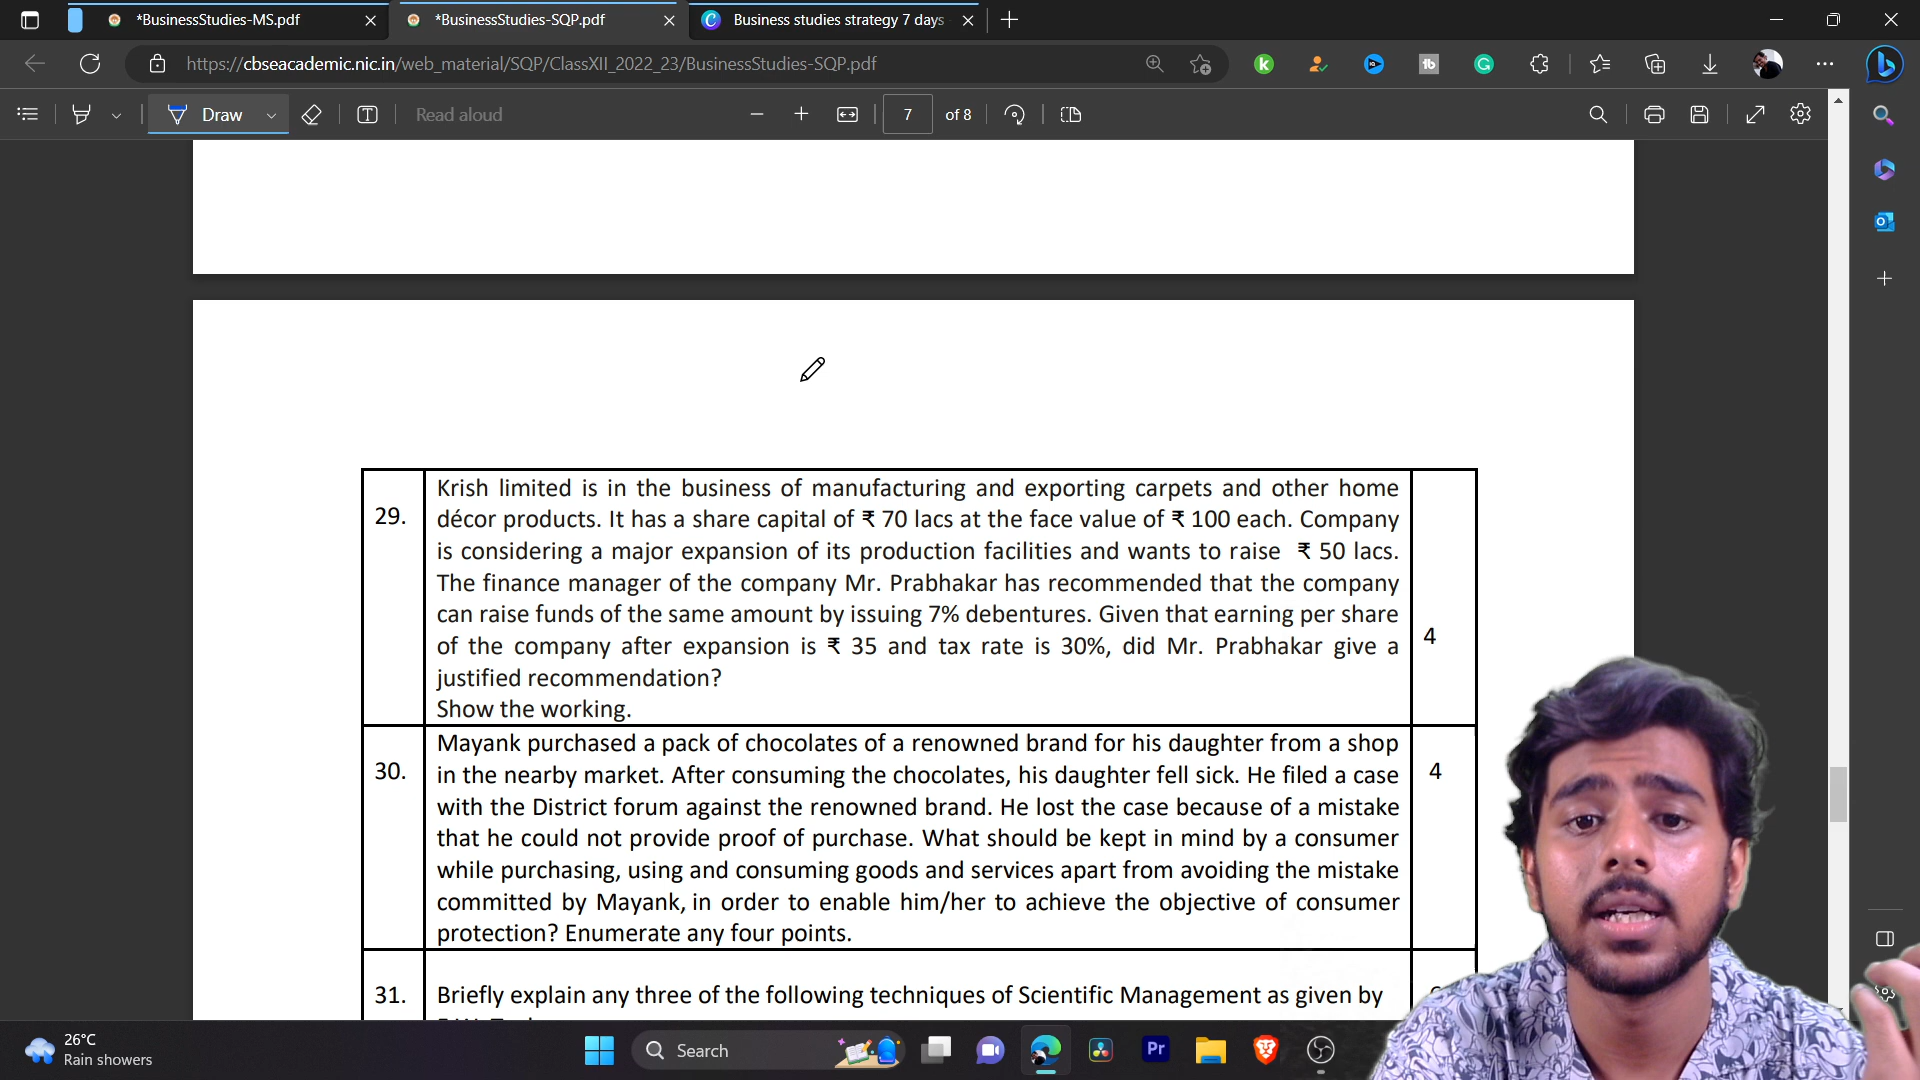 *BusinessStudies-MS.pdf
*BusinessStudies-SQP.pdf
Business studies strategy 7 days
https://cbseacademic.nic.in/web_material/SQP/ClassXII_2022_23/BusinessStudies-SQP.pdf
Draw
Read aloud
7 of 8
29.
Krish limited is in the business of manufacturing and exporting carpets and other home
décor products. It has a share capital of ₹ 70 lacs at the face value of ₹ 100 each. Company
is considering a major expansion of its production facilities and wants to raise ₹ 50 lacs.
The finance manager of the company Mr. Prabhakar has recommended that the company
can raise funds of the same amount by issuing 7% debentures. Given that earning per share
of the company after expansion is ₹ 35 and tax rate is 30%, did Mr. Prabhakar give a
justified recommendation?
Show the working.
4
30.
Mayank purchased a pack of chocolates of a renowned brand for his daughter from a shop
in the nearby market. After consuming the chocolates, his daughter fell sick. He filed a case
with the District forum against the renowned brand. He lost the case because of a mistake
that he could not provide proof of purchase. What should be kept in mind by a consumer
while purchasing, using and consuming goods and services apart from avoiding the mistake
committed by Mayank, in order to enable him/her to achieve the objective of consumer
protection? Enumerate any four points.
4
31.
Briefly explain any three of the following techniques of Scientific Management as given by
26°C
Rain showers
Search
Pr